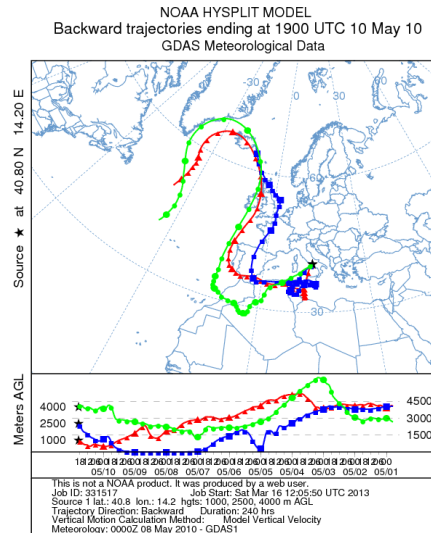 NOAA HYSPLIT MODEL
Backward trajectories ending at 1900 UTC 10 May 10
GDAS Meteorological Data
Source ★ at 40.80 N 14.20 E
-30
0
30
60
30
Meters AGL
4000
2500
1000
4500
3000
1500
05/10 05/09 05/08 05/07 05/06 05/05 05/04 05/03 05/02 05/01
This is not a NOAA product. It was produced by a web user.
Job ID: 331517 Job Start: Sat Mar 16 12:05:50 UTC 2013
Source 1 lat.: 40.8 lon.: 14.2 hgts: 1000, 2500, 4000 m AGL
Trajectory Direction: Backward Duration: 240 hrs
Vertical Motion Calculation Method: Model Vertical Velocity
Meteorology: 0000Z 08 May 2010 - GDAS1